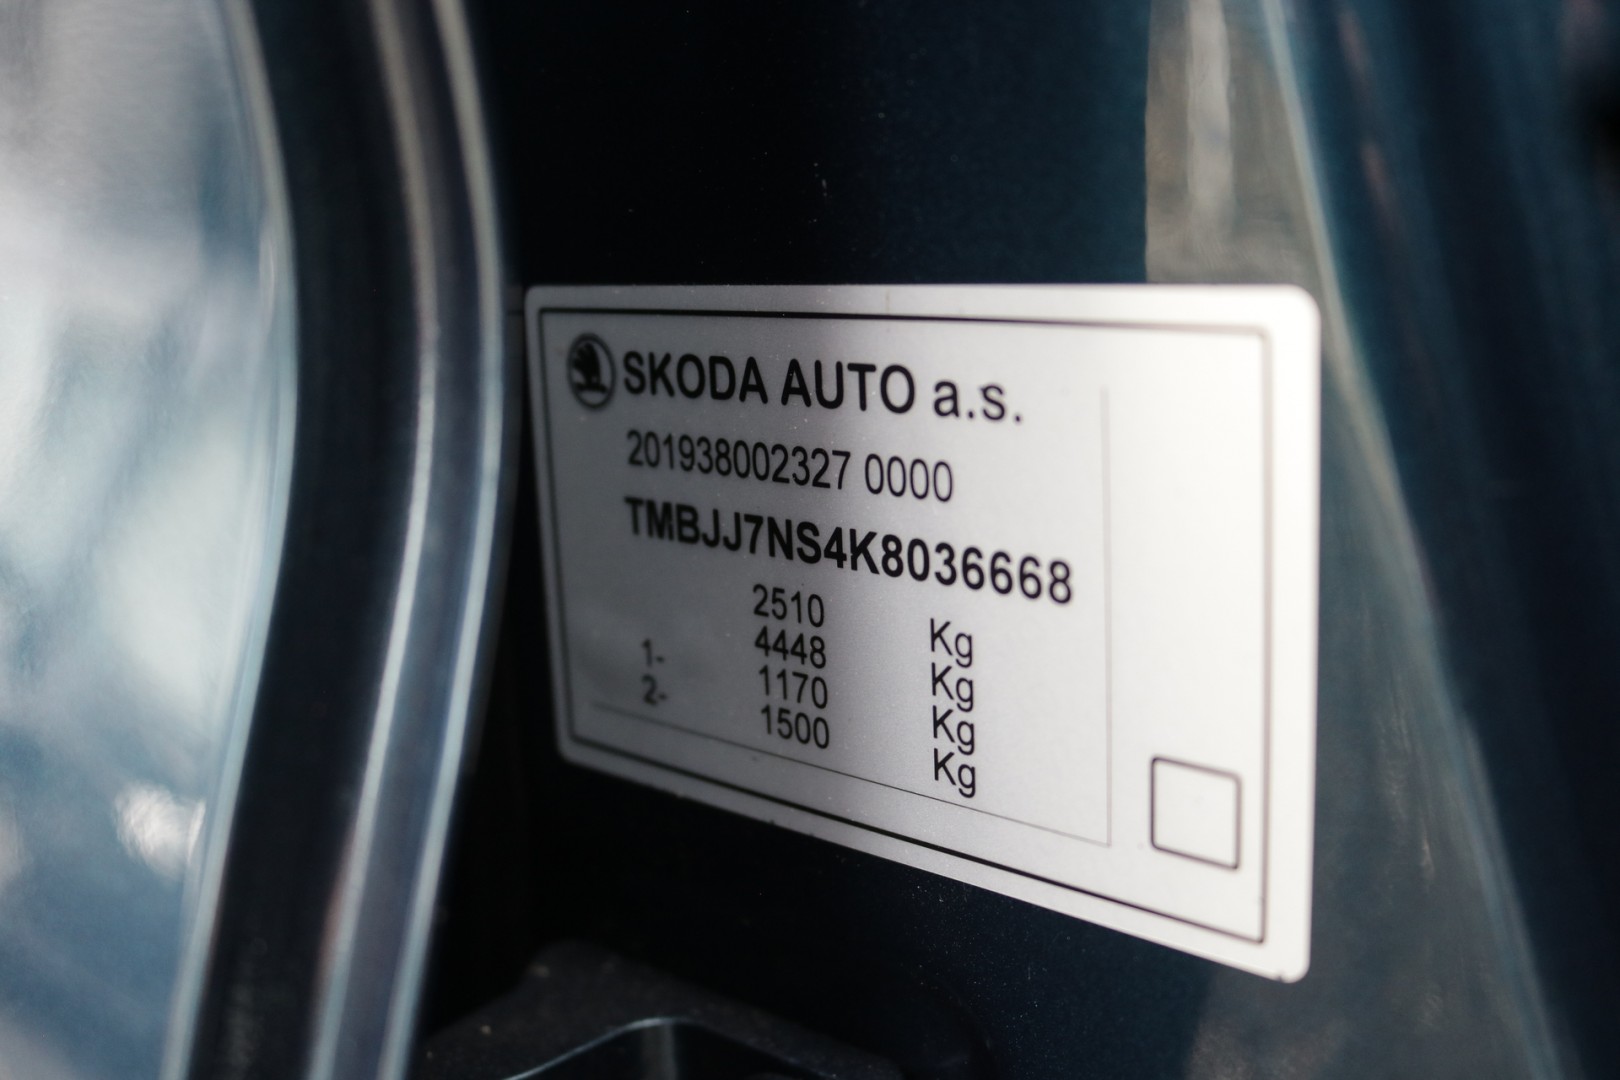 SKODA AUTO a.s.
201938002327 0000
TMBJJ7NS4K8036668
2510 Kg
4448 Kg
1- 1170 Kg
2- 1500 Kg